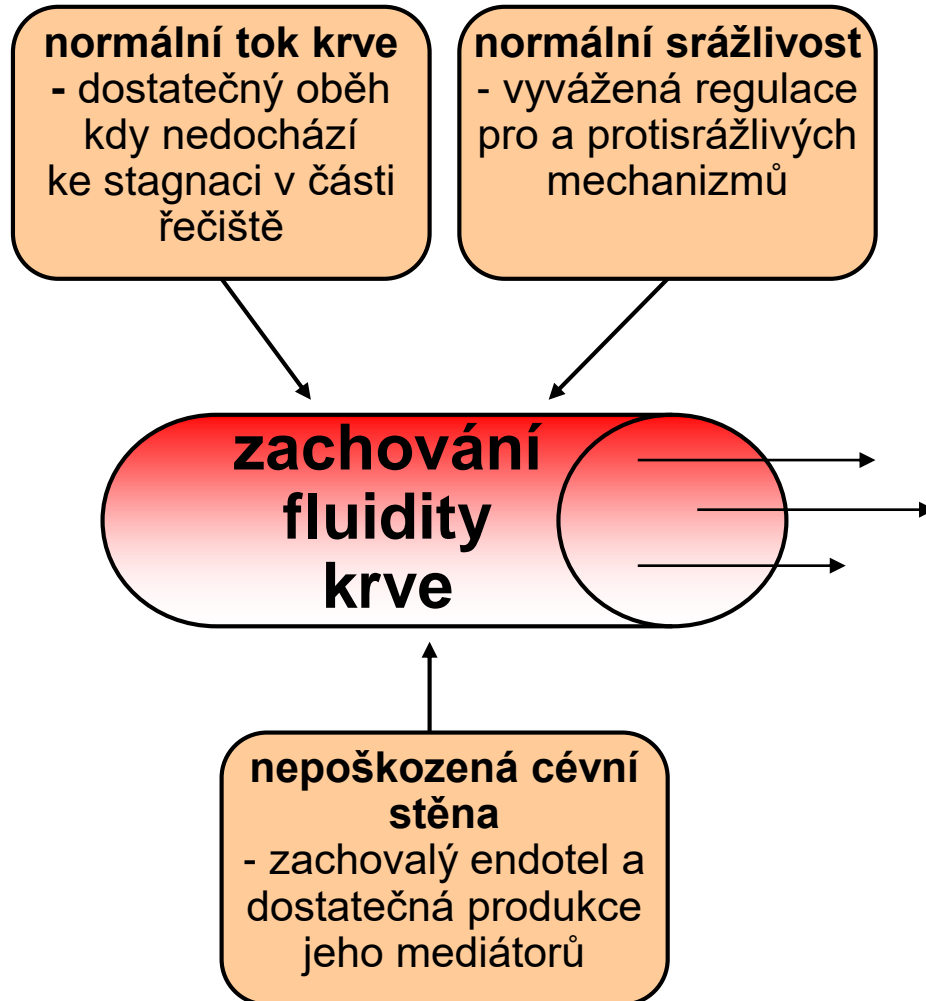 normální tok krve
- dostatečný oběh
kdy nedochází
ke stagnaci v části
řečiště
normální srážlivost
- vyvážená regulace
pro a protisrážlivých
mechanizmů
zachování
fluidity
krve
nepoškozená cévní
stěna
- zachovalý endotel a
dostatečná produkce
jeho mediátorů